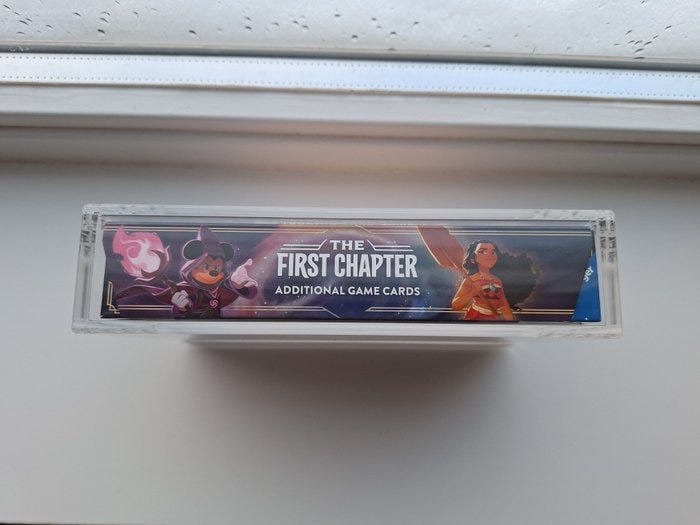 THE
FIRST CHAPTER
ADDITIONAL GAME CARDS